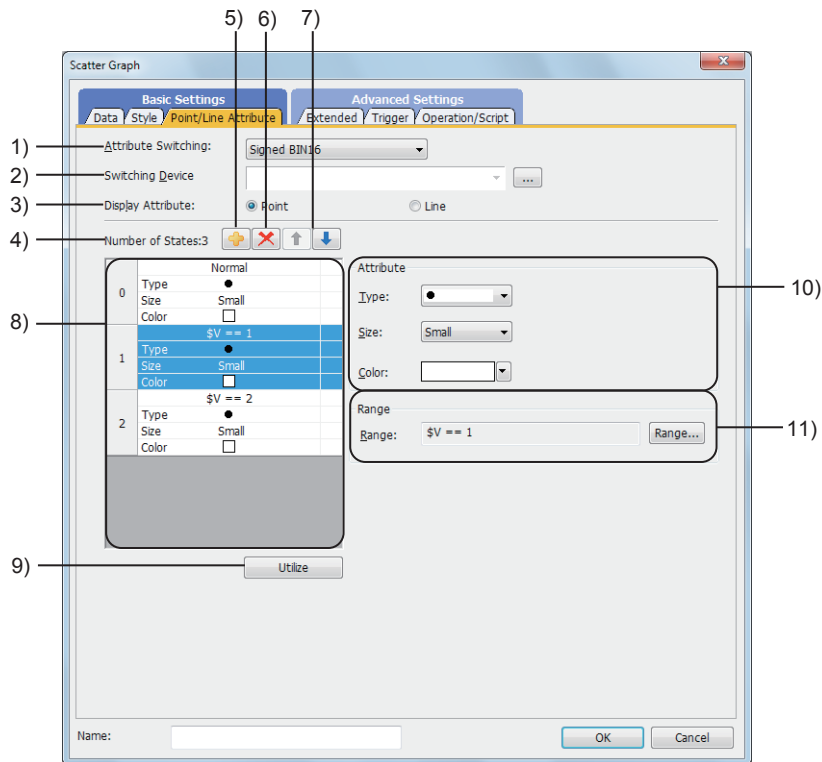 5) 6) 7)
Scatter Graph
Basic Settings Advanced Settings
Data Style Point/Line Attribute Extended Trigger Operation/Script
1) Attribute Switching: Signed BIN16
2) Switching Device ...
3) Display Attribute: Point Line
4) Number of States:3
8)
Normal
0 Type
Size Small
Color
$V == 1
1 Type
Size Small
Color
$V == 2
2 Type
Size Small
Color
9) Utilize
Attribute
Type:
10)
Size: Small
Color:
Range
Range: $V == 1 Range...
11)
Name: OK Cancel